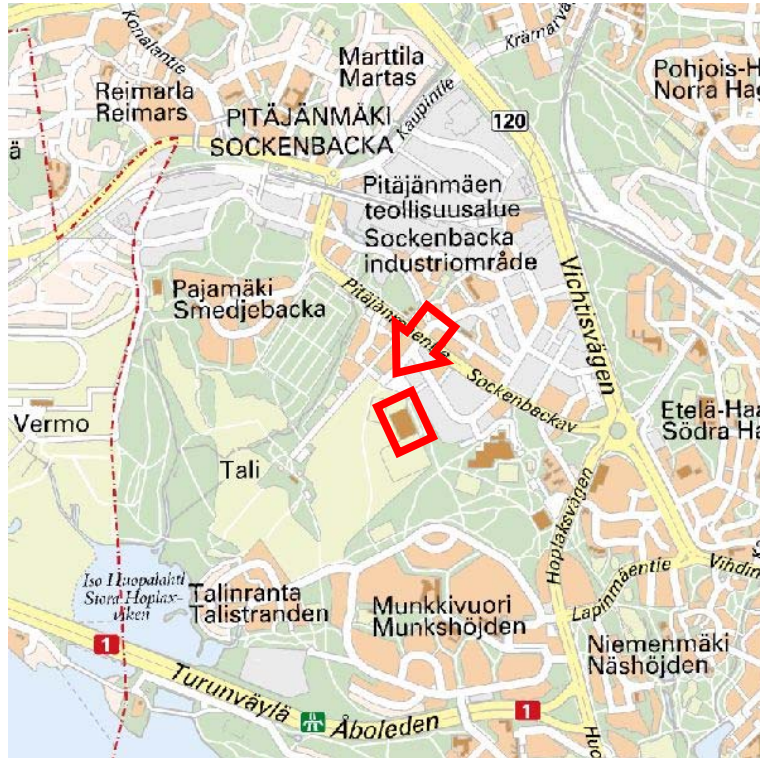 Konalantie
Krämarvä
Marttila
Martas
Kaupintie
Pohjois-H
Norra Hag
Reimarla
Reimars
PITÄJÄNMÄKI
SOCKENBACKA
120
ä
Pitäjänmäen
teollisuusalue
Sockenbacka
industriområde
Vichtisvägen
Pajamäki
Smedjebacka
Pitäjänmäentie
Sockenbackav
Vermo
Etelä-Haa
Södra Ha
Tali
Hoplaksvägen
Iso Huopalahti
Stora Hoplax-
viken
Talinranta
Talistranden
Munkkivuori
Munkshöjden
Lapinmäentie
Vihdin
1
Niemenmäki
Näshöjden
Turunväylä
Åboleden
1
Huo